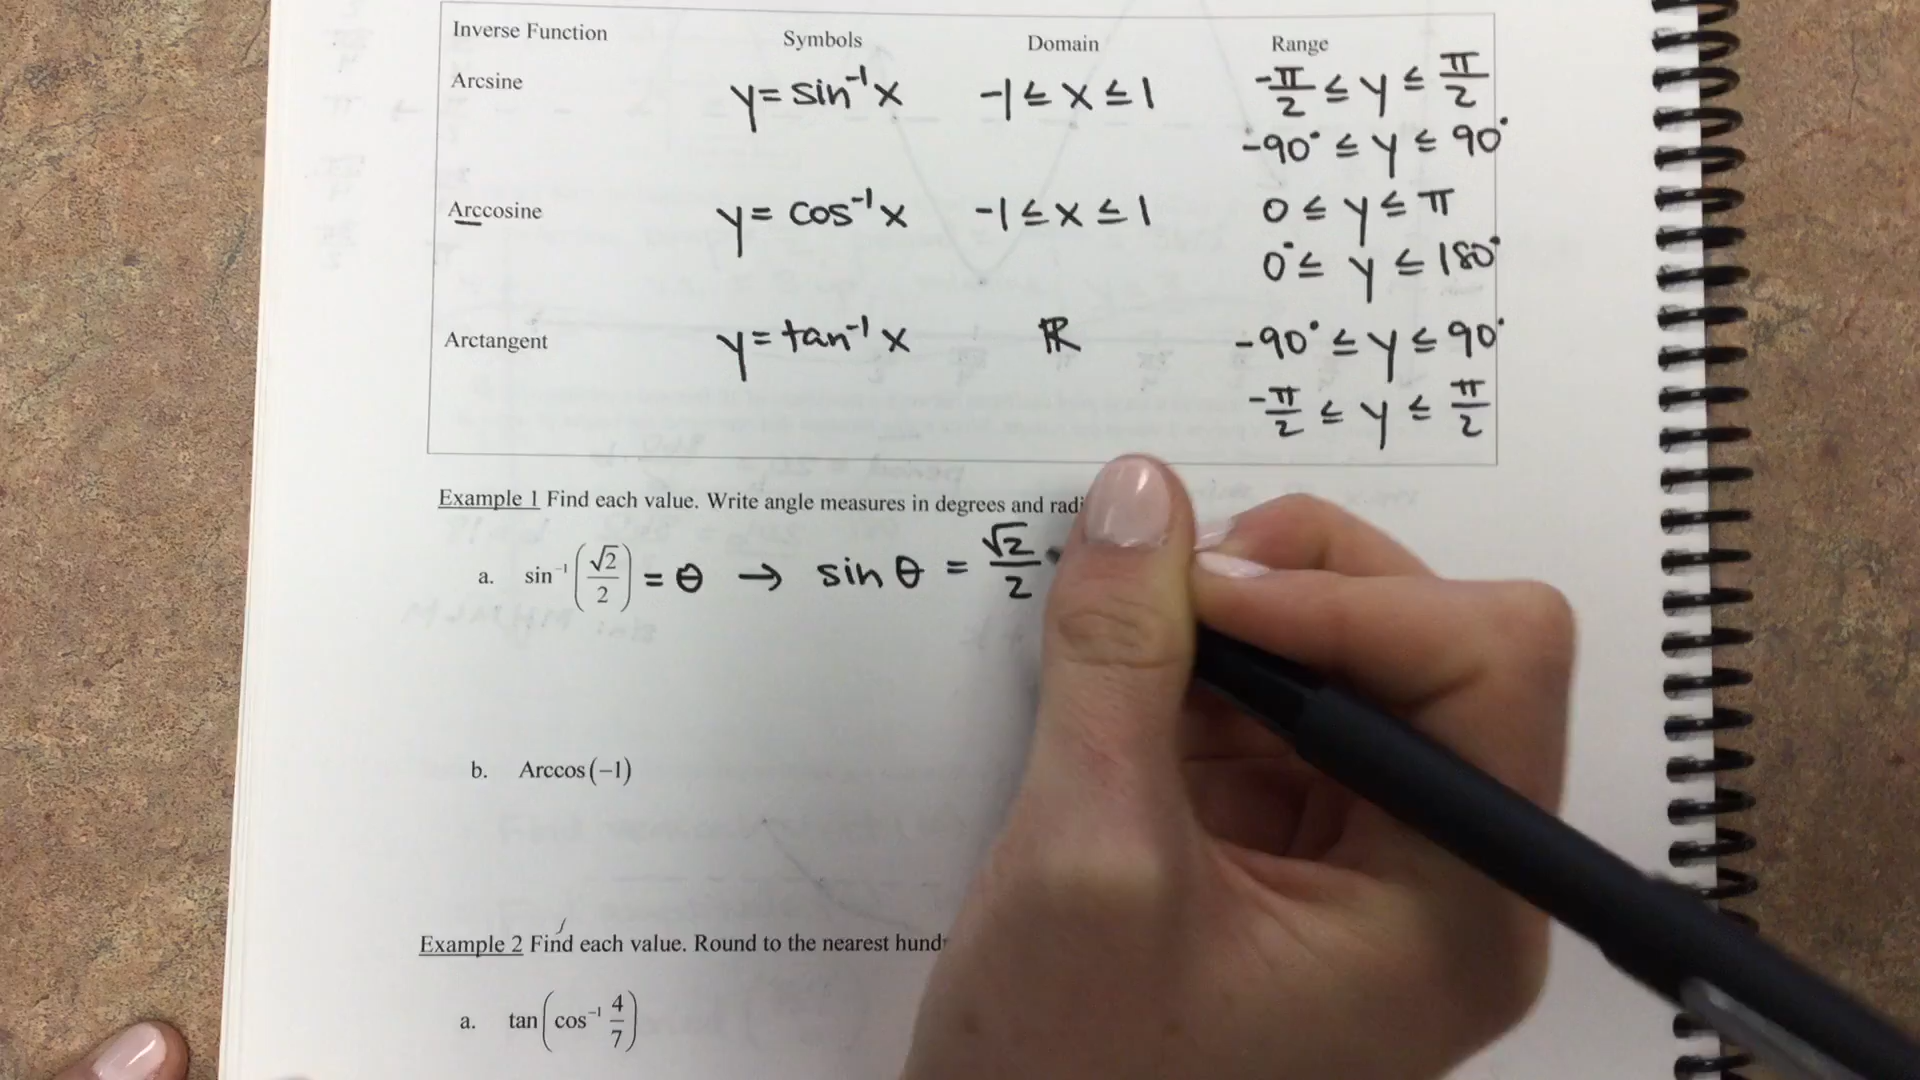 Inverse Function Symbols Domain Range
Arcsine y = sin⁻¹x -1 ≤ x ≤ 1 -π/2 ≤ y ≤ π/2
-90° ≤ y ≤ 90°
Arccosine y = cos⁻¹x -1 ≤ x ≤ 1 0 ≤ y ≤ π
0° ≤ y ≤ 180°
Arctangent y = tan⁻¹x ℝ -90° ≤ y ≤ 90°
-π/2 ≤ y ≤ π/2
Example 1 Find each value. Write angle measures in degrees and
a. sin⁻¹(√2/2) = θ → sin θ = √2/2
b. Arccos(−1)
Example 2 Find each value. Round to the nearest
a. tan(cos⁻¹ 4/7)